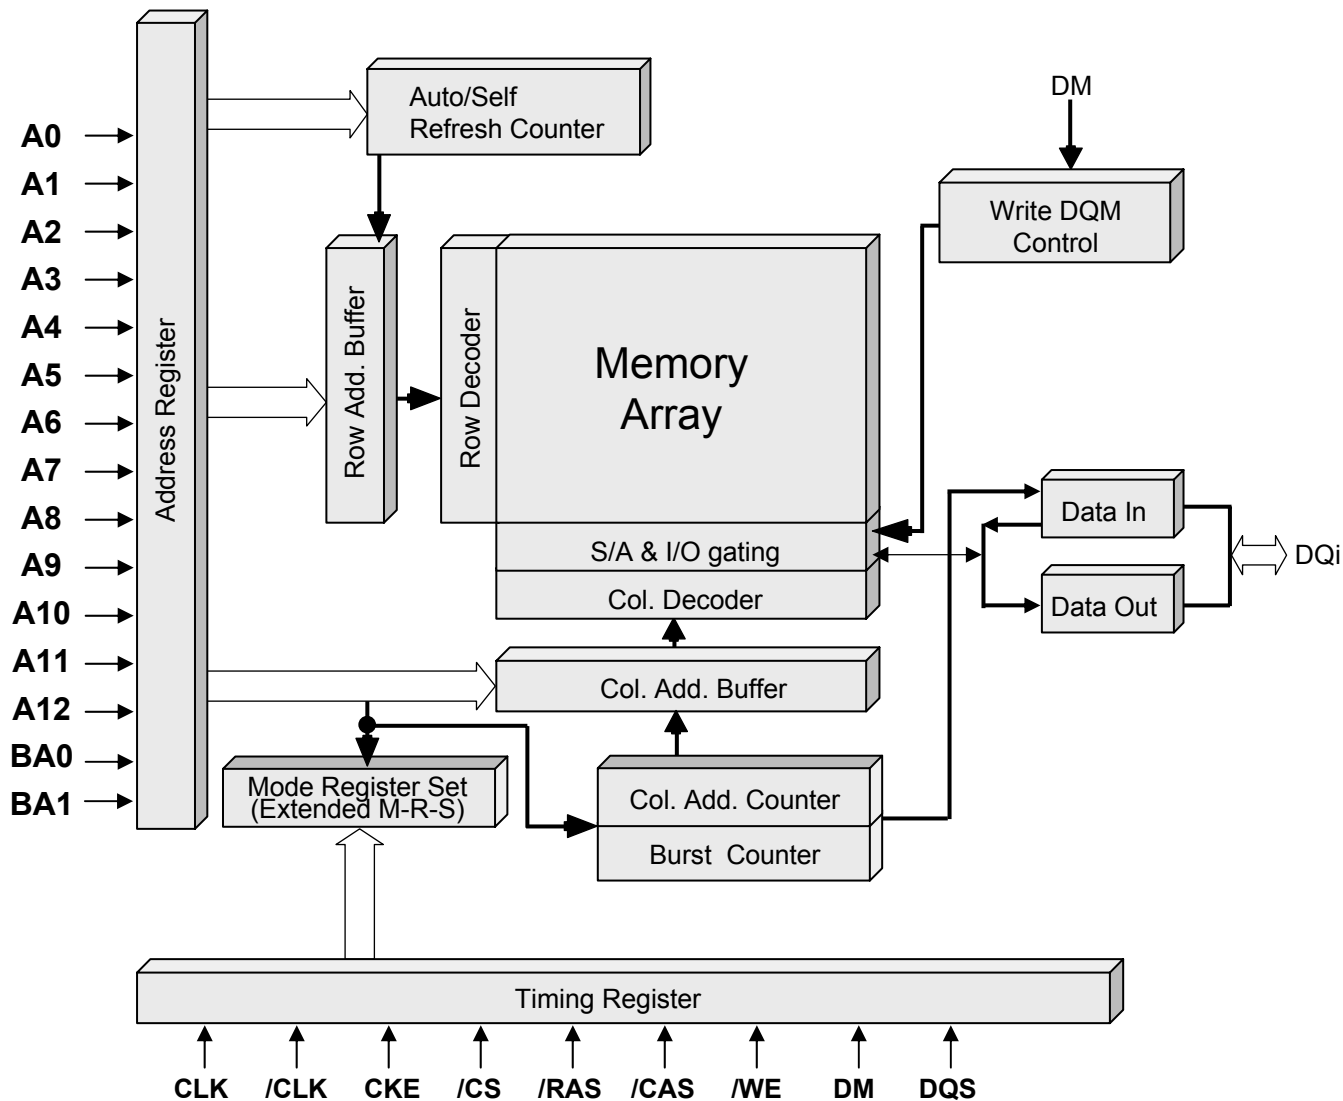 Auto/Self
Refresh Counter
DM
Write DQM
Control
A0
A1
A2
A3
A4
A5
A6
A7
A8
A9
A10
A11
A12
BA0
BA1
Address Register
Row Add. Buffer
Row Decoder
Memory
Array
S/A & I/O gating
Col. Decoder
Data In
Data Out
DQi
Col. Add. Buffer
Mode Register Set
(Extended M-R-S)
Col. Add. Counter
Burst Counter
Timing Register
CLK /CLK CKE /CS /RAS /CAS /WE DM DQS